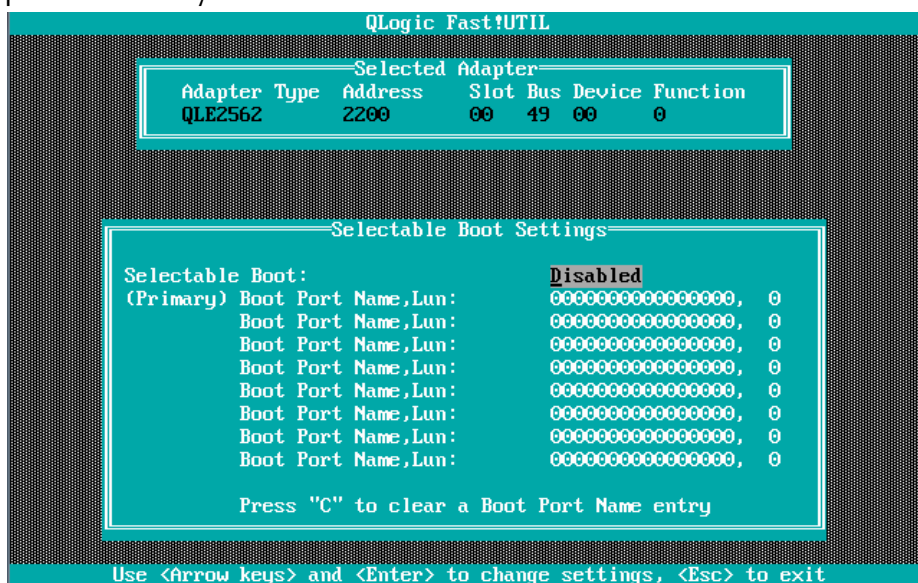 QLogic Fast!UTIL
Selected Adapter
Adapter Type Address Slot Bus Device Function
QLE2562 2200 00 49 00 0
Selectable Boot Settings
Selectable Boot: Disabled
(Primary) Boot Port Name,Lun: 0000000000000000, 0
Boot Port Name,Lun: 0000000000000000, 0
Boot Port Name,Lun: 0000000000000000, 0
Boot Port Name,Lun: 0000000000000000, 0
Boot Port Name,Lun: 0000000000000000, 0
Boot Port Name,Lun: 0000000000000000, 0
Boot Port Name,Lun: 0000000000000000, 0
Boot Port Name,Lun: 0000000000000000, 0
Press "C" to clear a Boot Port Name entry
Use <Arrow keys> and <Enter> to change settings, <Esc> to exit